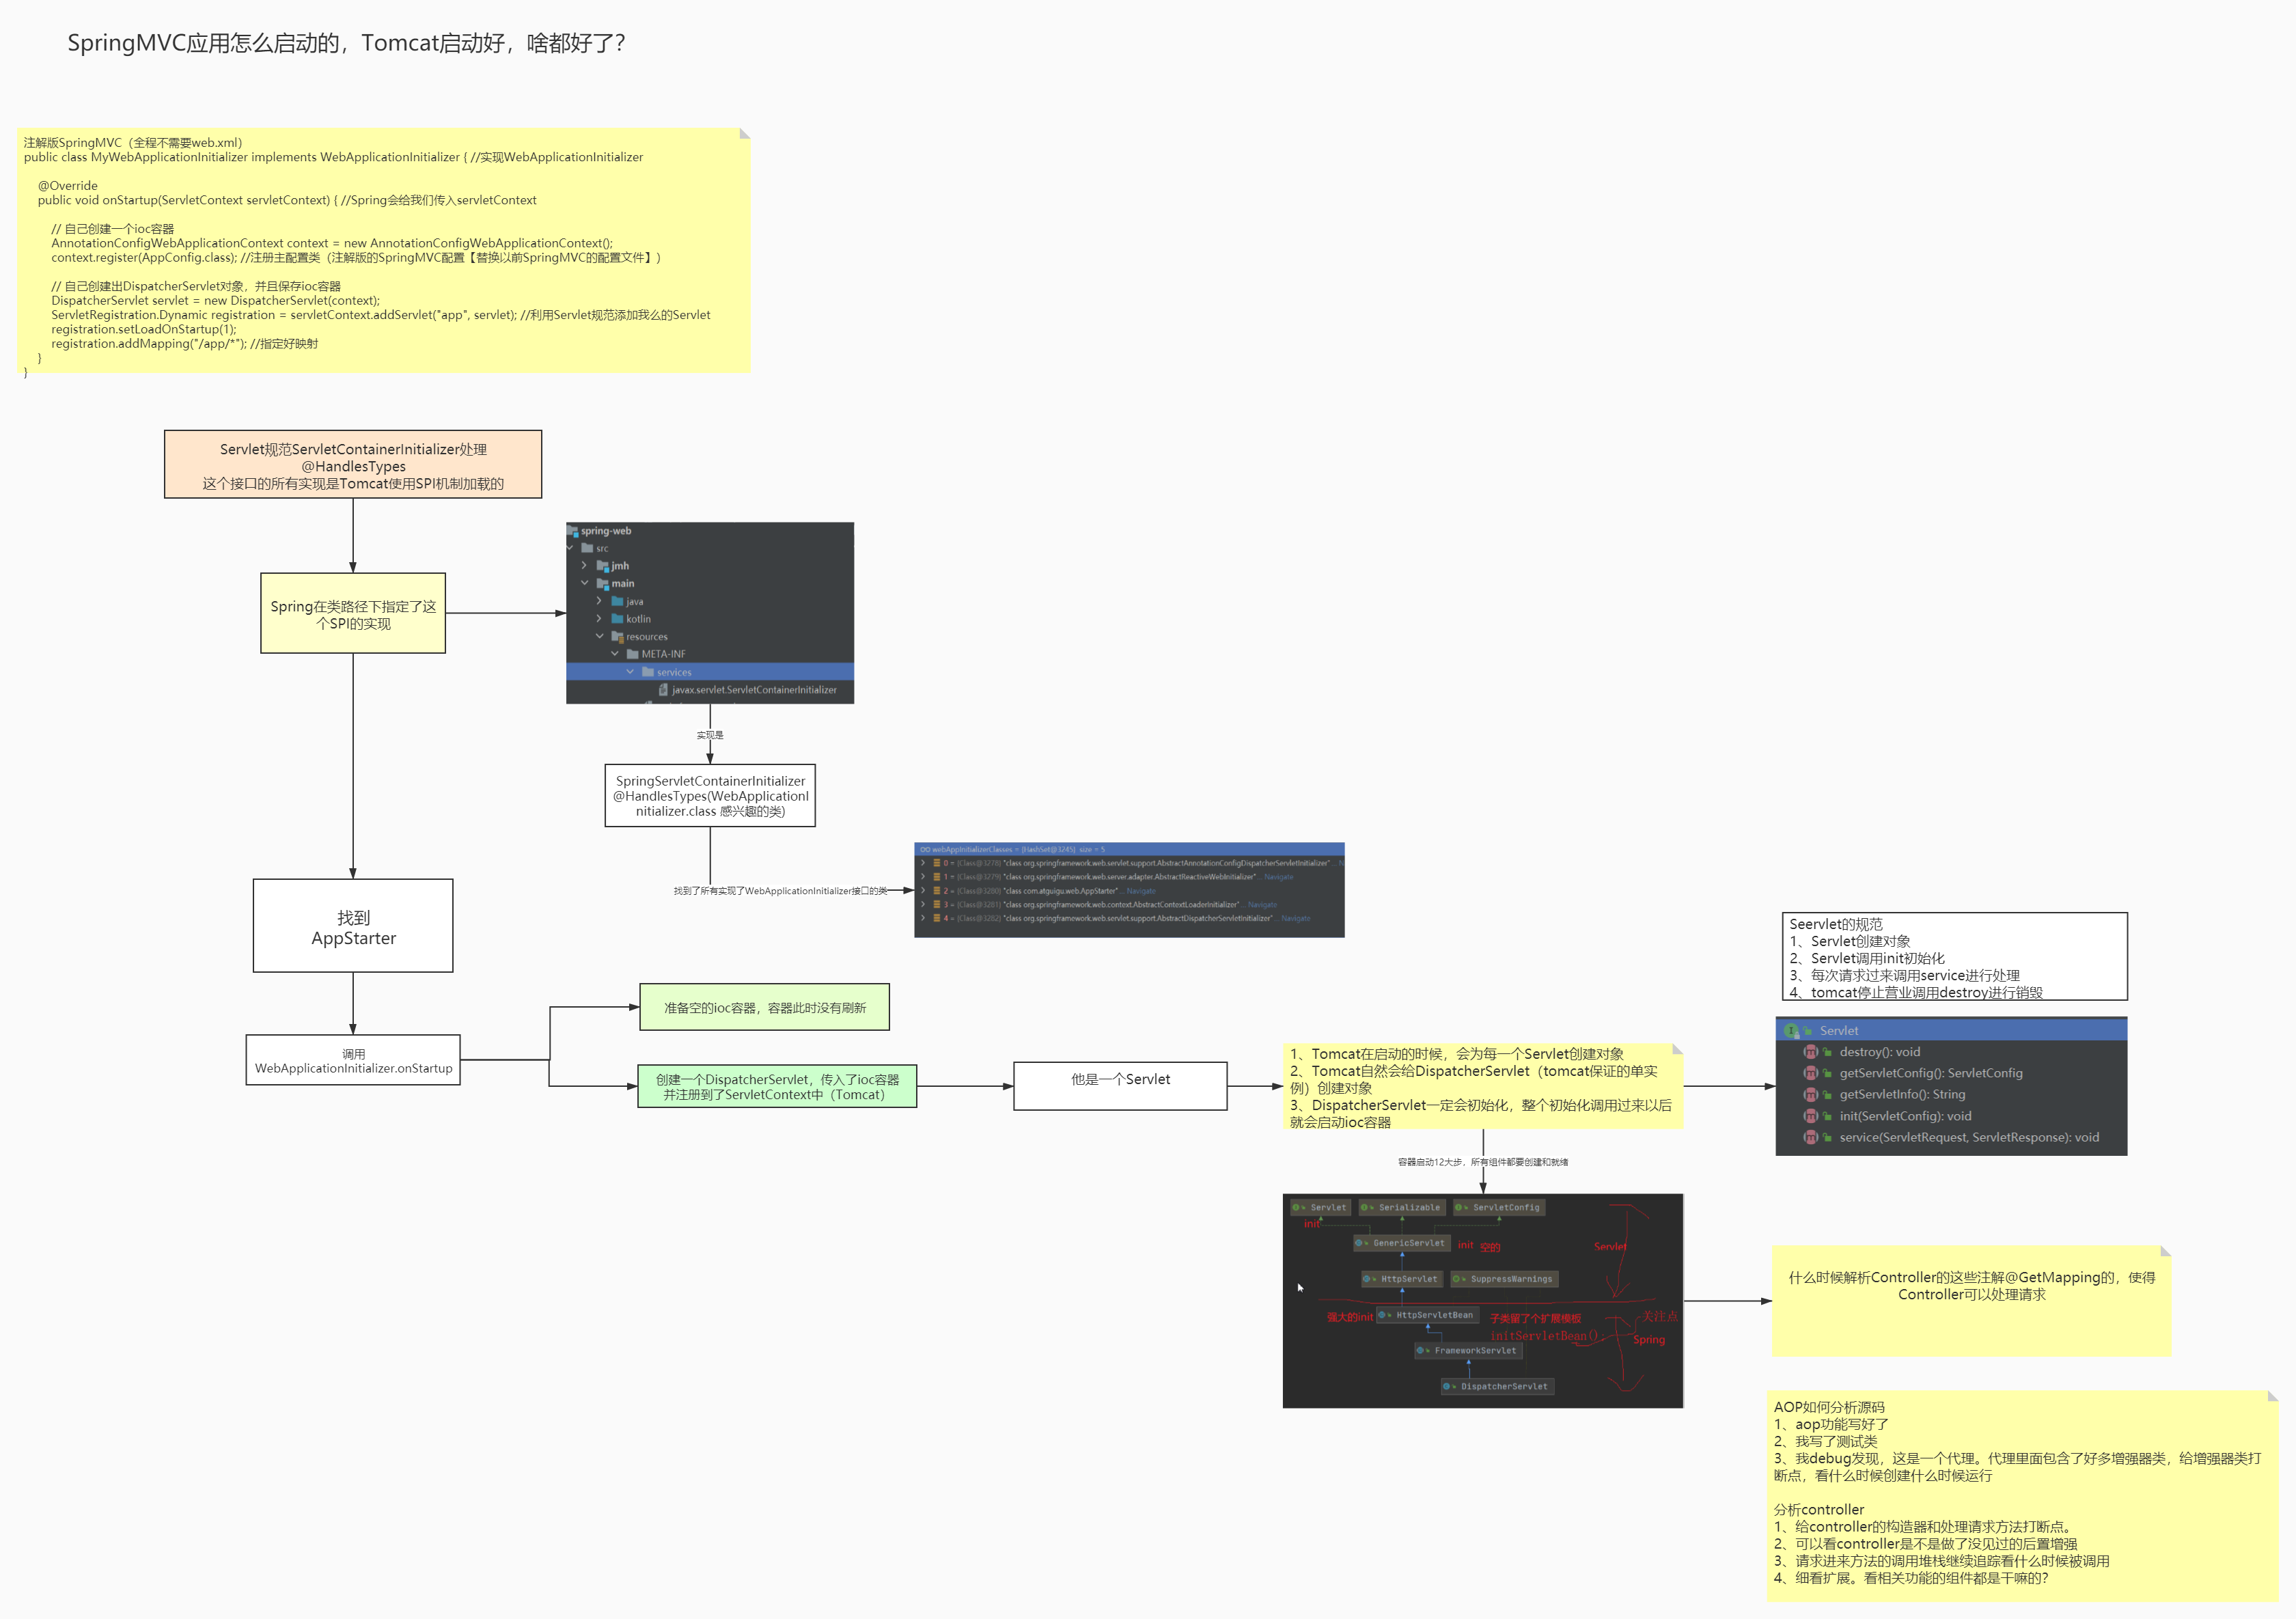 SpringMVC应用怎么启动的，Tomcat启动好，啥都好了？
注解版SpringMVC（全程不需要web.xml）
public class MyWebApplicationInitializer implements WebApplicationInitializer { //实现WebApplicationInitializer
@Override
public void onStartup(ServletContext servletContext) { //Spring会给我们传入servletContext
// 自己创建一个ioc容器
AnnotationConfigWebApplicationContext context = new AnnotationConfigWebApplicationContext();
context.register(AppConfig.class); //注册主配置类（注解版的SpringMVC配置【替换以前SpringMVC的配置文件】）
// 自己创建出DispatcherServlet对象，并且保存ioc容器
DispatcherServlet servlet = new DispatcherServlet(context);
ServletRegistration.Dynamic registration = servletContext.addServlet("app", servlet); //利用Servlet规范添加我么的Servlet
registration.setLoadOnStartup(1);
registration.addMapping("/app/*"); //指定好映射
}
}
Servlet规范ServletContainerInitializer处理
@HandlesTypes
这个接口的所有实现是Tomcat使用SPI机制加载的
Spring在类路径下指定了这
个SPI的实现
spring-web
src
jmh
main
java
kotlin
resources
META-INF
services
javax.servlet.ServletContainerInitializer
实现是
SpringServletContainerInitializer
@HandlesTypes(WebApplicationI
nitializer.class 感兴趣的类)
找到了所有实现了WebApplicationInitializer接口的类
webAppInitializerClasses = {HashSet@3245} size = 5
0 = {Class@3278} "class org.springframework.web.servlet.support.AbstractAnnotationConfigDispatcherServletInitializer" ... N
1 = {Class@3279} "class org.springframework.web.server.adapter.AbstractReactiveWebInitializer" ... Navigate
2 = {Class@3280} "class com.atguigu.web.AppStarter" ... Navigate
3 = {Class@3281} "class org.springframework.web.context.AbstractContextLoaderInitializer" ... Navigate
4 = {Class@3282} "class org.springframework.web.servlet.support.AbstractDispatcherServletInitializer" ... Navigate
找到
AppStarter
调用
WebApplicationInitializer.onStartup
准备空的ioc容器，容器此时没有刷新
创建一个DispatcherServlet，传入了ioc容器
并注册到了ServletContext中（Tomcat）
他是一个Servlet
1、Tomcat在启动的时候，会为每一个Servlet创建对象
2、Tomcat自然会给DispatcherServlet（tomcat保证的单实
例）创建对象
3、DispatcherServlet一定会初始化，整个初始化调用过来以后
就会启动ioc容器
Seervlet的规范
1、Servlet创建对象
2、Servlet调用init初始化
3、每次请求过来调用service进行处理
4、tomcat停止营业调用destroy进行销毁
Servlet
destroy(): void
getServletConfig(): ServletConfig
getServletInfo(): String
init(ServletConfig): void
service(ServletRequest, ServletResponse): void
容器启动12大步，所有组件都要创建和就绪
Servlet Serializable ServletConfig
init
GenericServlet init 空的 Servlet
HttpServlet SuppressWarnings
强大的init HttpServletBean 子类留了个扩展模板 关注点
initServletBean() Spring
FrameworkServlet
DispatcherServlet
什么时候解析Controller的这些注解@GetMapping的，使得
Controller可以处理请求
AOP如何分析源码
1、aop功能写好了
2、我写了测试类
3、我debug发现，这是一个代理。代理里面包含了好多增强器类，给增强器类打
断点，看什么时候创建什么时候运行
分析controller
1、给controller的构造器和处理请求方法打断点。
2、可以看controller是不是做了没见过的后置增强
3、请求进来方法的调用堆栈继续追踪看什么时候被调用
4、细看扩展。看相关功能的组件都是干嘛的？